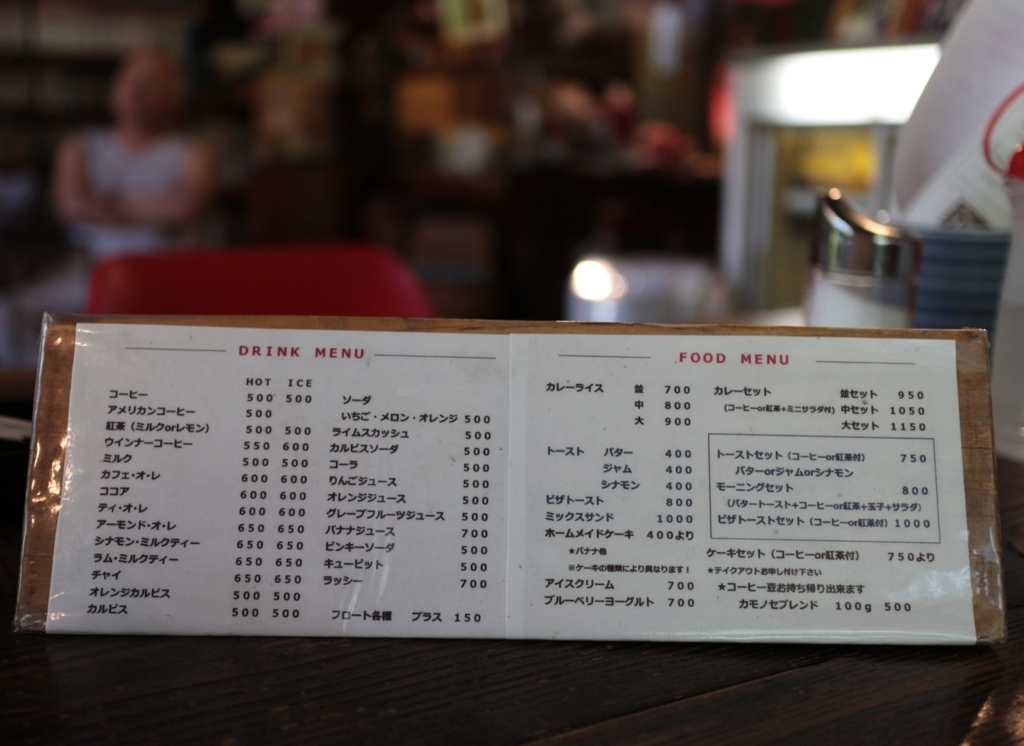 DRINK MENU
HOT ICE
コーヒー 500 500
アメリカンコーヒー 500
紅茶（ミルクorレモン） 500 500
ウインナーコーヒー 550 600
ミルク 500 500
カフェ・オ・レ 600 600
ココア 600 600
ティ・オ・レ 600 600
アーモンド・オ・レ 650 650
シナモン・ミルクティー 650 650
ラム・ミルクティー 650 650
チャイ 650 650
オレンジカルピス 500 500
カルピス 500 500
ソーダ
いちご・メロン・オレンジ 500
ライムスカッシュ 500
カルピスソーダ 500
コーラ 500
りんごジュース 500
オレンジジュース 500
グレープフルーツジュース 500
バナナジュース 700
ピンキーソーダ 500
キューピット 500
ラッシー 700
フロート各種 プラス 150
FOOD MENU
カレーライス 並 700
中 800
大 900
トースト バター 400
ジャム 400
シナモン 400
ピザトースト 800
ミックスサンド 1000
ホームメイドケーキ 400より
★バナナ他
※ケーキの種類により異なります！
アイスクリーム 700
ブルーベリーヨーグルト 700
カレーセット 並セット 950
（コーヒーor紅茶+ミニサラダ付） 中セット 1050
大セット 1150
トーストセット（コーヒーor紅茶付） 750
バターorジャムorシナモン
モーニングセット 800
（バタートースト+コーヒーor紅茶+玉子+サラダ）
ピザトーストセット（コーヒーor紅茶付） 1000
ケーキセット（コーヒーor紅茶付） 750より
★テイクアウトお申し付け下さい
★コーヒー豆お持ち帰り出来ます
カモノセブレンド 100g 500